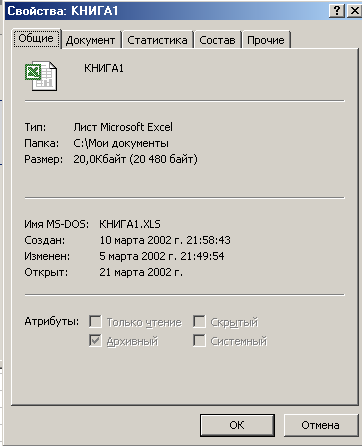 Свойства: КНИГА1
Общие Документ Статистика Состав Прочие
КНИГА1
Тип: Лист Microsoft Excel
Папка: C:\Мои документы
Размер: 20,0Кбайт (20 480 байт)
Имя MS-DOS: КНИГА1.XLS
Создан: 10 марта 2002 г. 21:58:43
Изменен: 5 марта 2002 г. 21:49:54
Открыт: 21 марта 2002 г.
Атрибуты: Только чтение Скрытый
Архивный Системный
ОК Отмена